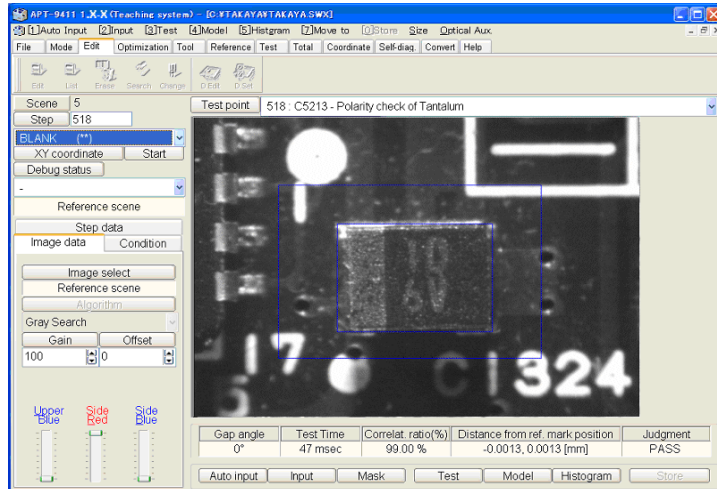 APT-9411 1.X-X (Teaching system) - [C:¥TAKAYA¥TAKAYA.SWX]
[1]Auto Input [2]Input [3]Test [4]Model [5]Histgram [7]Move to [0]Store Size Optical Aux.
File Mode Edit Optimization Tool Reference Test Total Coordinate Self-diag. Convert Help
Edit List Erase Search Change D.Edit D.Set
Scene 5
Test point 518 : C5213 - Polarity check of Tantalum
Step 518
BLANK (**)
XY coordinate Start
Debug status
-
Reference scene
Step data
Image data Condition
Image select
Reference scene
Algorithm
Gray Search
Gain Offset
100 0
Upper Blue Side Red Side Blue
10
6V
17
C1324
5
Gap angle Test Time Correlat. ratio(%) Distance from ref. mark position Judgment
0° 47 msec 99.00 % -0.0013, 0.0013 [mm] PASS
Auto input Input Mask Test Model Histogram Store